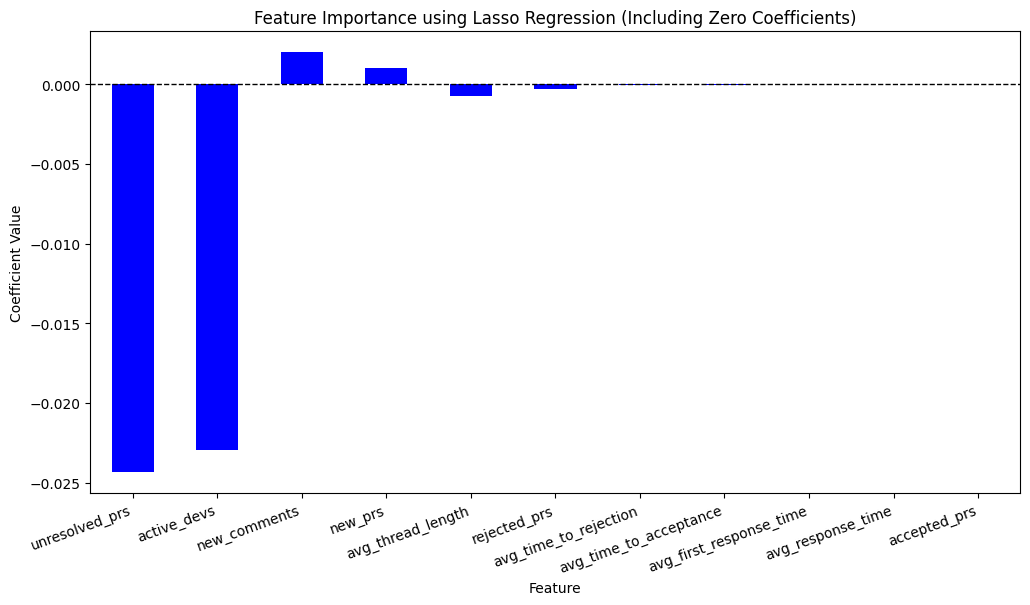 Feature Importance using Lasso Regression (Including Zero Coefficients)
Coefficient Value
0.000
−0.005
−0.010
−0.015
−0.020
−0.025
unresolved_prs
active_devs
new_comments
new_prs
avg_thread_length
rejected_prs
avg_time_to_rejection
avg_time_to_acceptance
avg_first_response_time
avg_response_time
accepted_prs
Feature